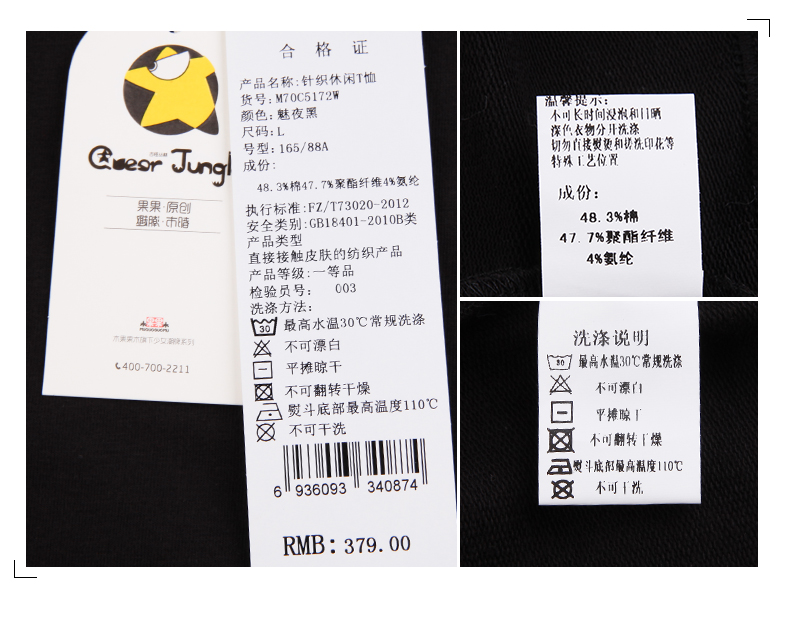 Queer Jungl
果果·原创
400-700-2211
合格证
产品名称:针织休闲T恤
货号:M70C5172W
颜色:魅夜黑
尺码:L
号型:165/88A
成份:
48.3%棉47.7%聚酯纤维4%氨纶
执行标准:FZ/T73020-2012
安全类别:GB18401-2010B类
产品类型
直接接触皮肤的纺织产品
产品等级:一等品
检验员号: 003
洗涤方法:
30 最高水温30℃常规洗涤
不可漂白
平摊晾干
不可翻转干燥
熨斗底部最高温度110℃
不可干洗
6 936093 340874
RMB:379.00
温馨提示:
不可长时间浸泡和日晒
深色衣物分开洗涤
切勿直接熨烫和搓洗印花等
特殊工艺位置
成份:
48.3%棉
47.7%聚酯纤维
4%氨纶
洗涤说明
30 最高水温30℃常规洗涤
不可漂白
平摊晾干
不可翻转干燥
熨斗底部最高温度110℃
不可干洗